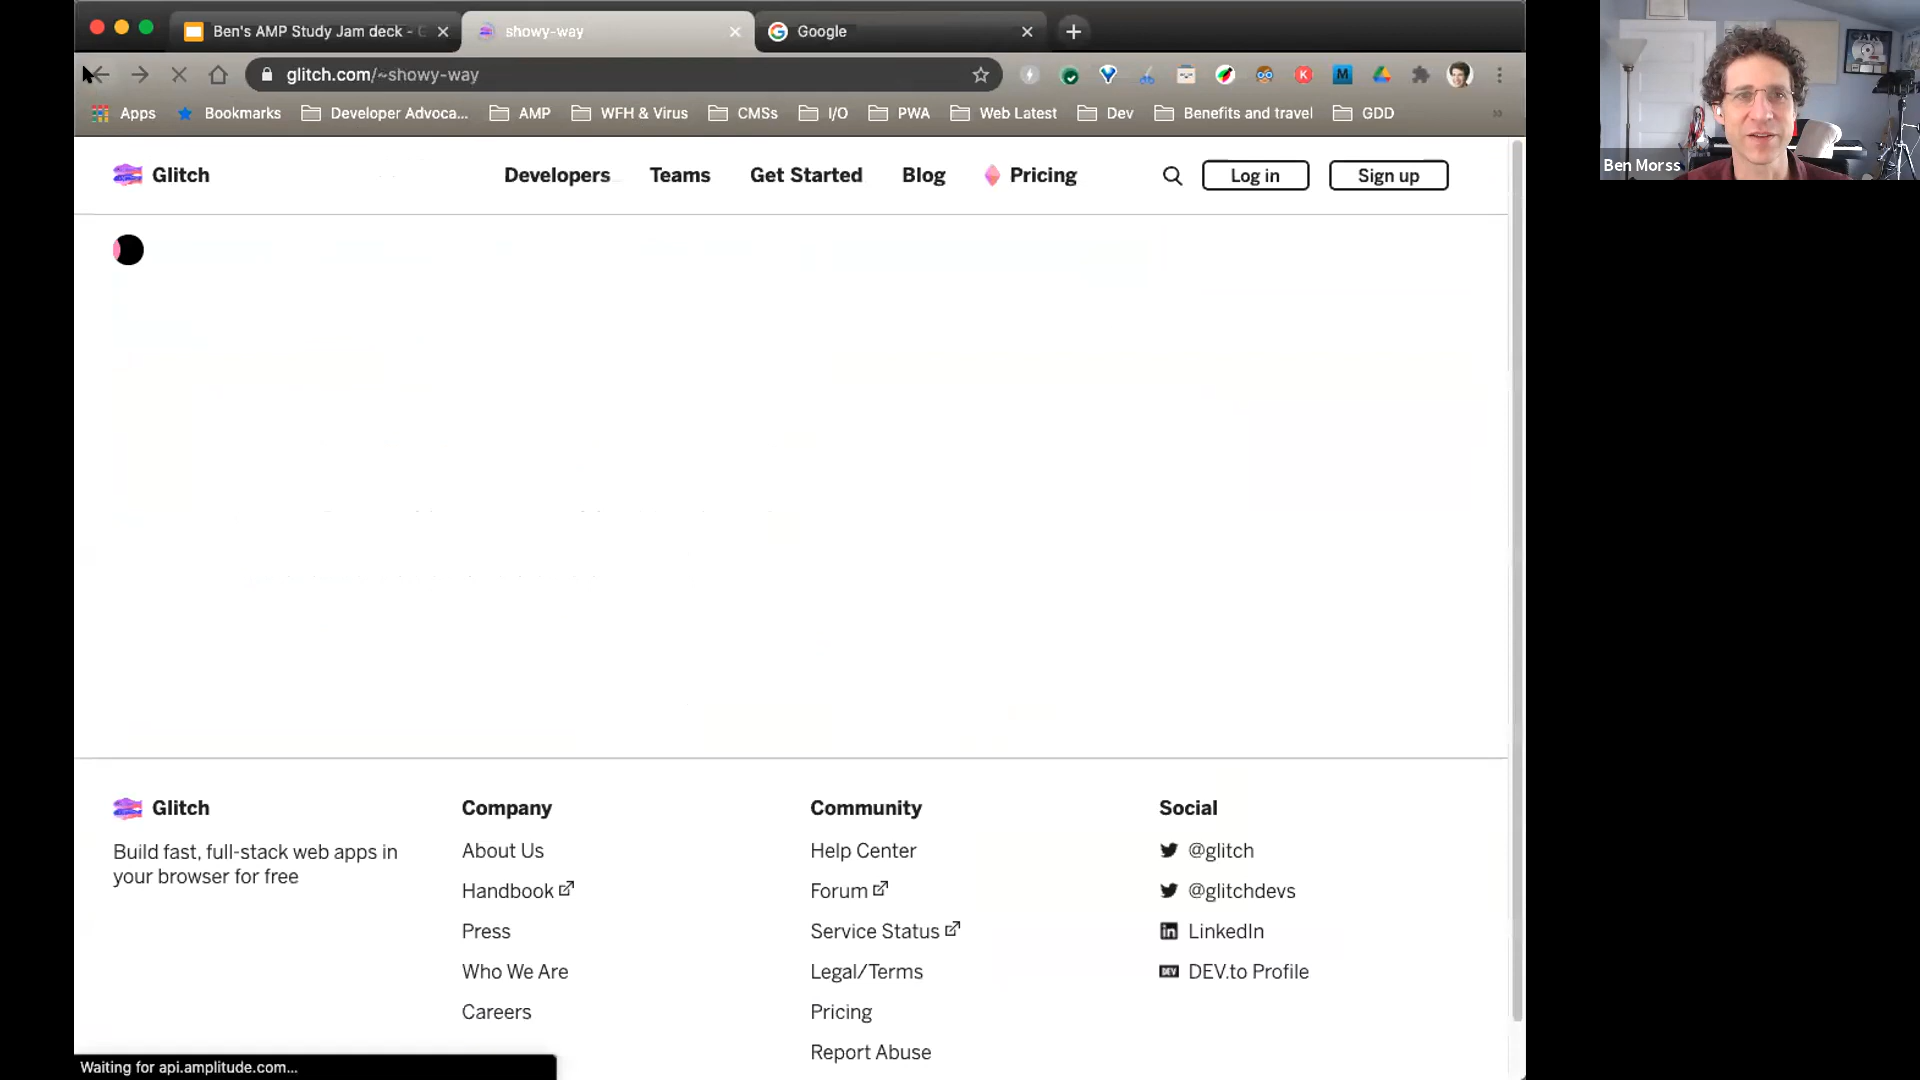 Ben's AMP Study Jam deck -
showy-way
Google
glitch.com/~showy-way
Apps
Bookmarks
Developer Advoca...
AMP
WFH & Virus
CMSs
I/O
PWA
Web Latest
Dev
Benefits and travel
GDD
»
Glitch
Developers
Teams
Get Started
Blog
Pricing
Log in
Sign up
Ben Morss
Glitch
Build fast, full-stack web apps in
your browser for free
Company
About Us
Handbook
Press
Who We Are
Careers
Community
Help Center
Forum
Service Status
Legal/Terms
Pricing
Report Abuse
Social
@glitch
@glitchdevs
LinkedIn
DEV.to Profile
Waiting for api.amplitude.com...